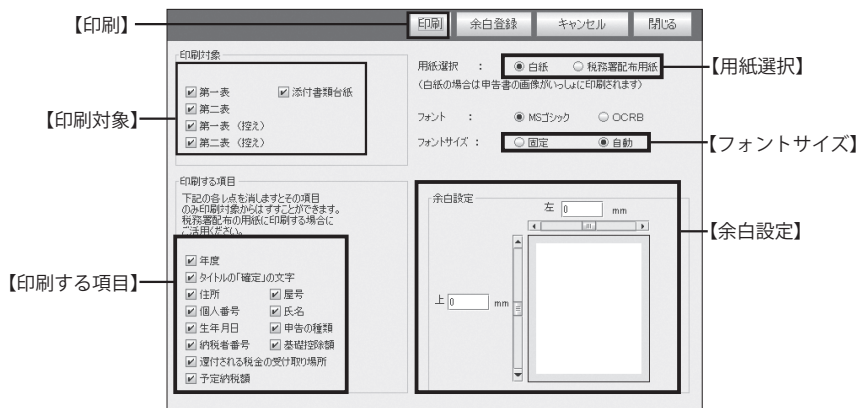 【印刷】
印刷 余白登録 キャンセル 閉じる
印刷対象
第一表 添付書類台紙
第二表
第一表 (控え)
第二表 (控え)
【印刷対象】
用紙選択 : 白紙 税務署配布用紙
【用紙選択】
(白紙の場合は申告書の画像がいっしょに印刷されます)
フォント : MSゴシック OCRB
フォントサイズ : 固定 自動
【フォントサイズ】
印刷する項目
下記の各レ点を消しますとその項目
のみ印刷対象からはずすことができます。
税務署配布の用紙に印刷する場合に
ご活用ください。
年度
タイトルの「確定」の文字
住所 屋号
個人番号 氏名
生年月日 申告の種類
納税者番号 基礎控除額
還付される税金の受け取り場所
予定納税額
【印刷する項目】
余白設定
左 0 mm
上 0 mm
【余白設定】